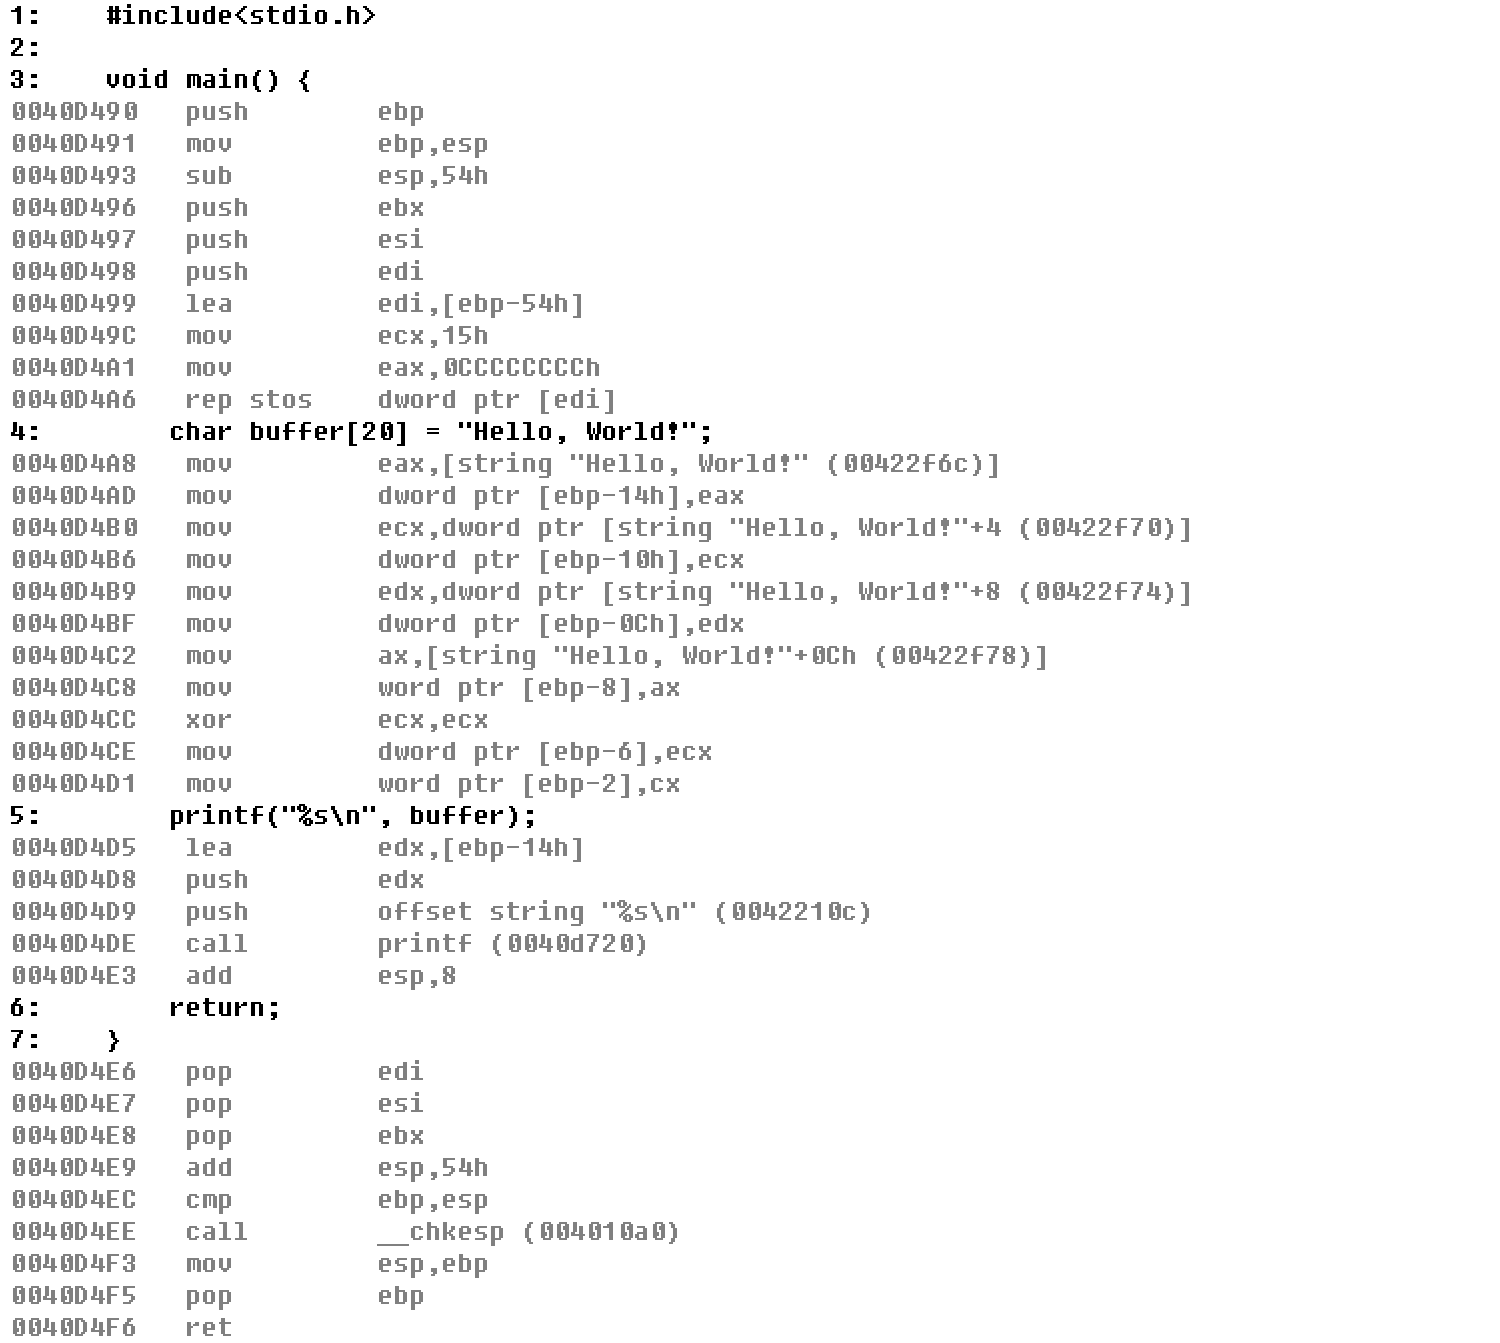 1:    #include<stdio.h>
2:
3:    void main() {
0040D490   push        ebp
0040D491   mov         ebp,esp
0040D493   sub         esp,54h
0040D496   push        ebx
0040D497   push        esi
0040D498   push        edi
0040D499   lea         edi,[ebp-54h]
0040D49C   mov         ecx,15h
0040D4A1   mov         eax,0CCCCCCCCh
0040D4A6   rep stos    dword ptr [edi]
4:        char buffer[20] = "Hello, World!";
0040D4A8   mov         eax,[string "Hello, World!" (00422f6c)]
0040D4AD   mov         dword ptr [ebp-14h],eax
0040D4B0   mov         ecx,dword ptr [string "Hello, World!"+4 (00422f70)]
0040D4B6   mov         dword ptr [ebp-10h],ecx
0040D4B9   mov         edx,dword ptr [string "Hello, World!"+8 (00422f74)]
0040D4BF   mov         dword ptr [ebp-0Ch],edx
0040D4C2   mov         ax,[string "Hello, World!"+0Ch (00422f78)]
0040D4C8   mov         word ptr [ebp-8],ax
0040D4CC   xor         ecx,ecx
0040D4CE   mov         dword ptr [ebp-6],ecx
0040D4D1   mov         word ptr [ebp-2],cx
5:        printf("%s\n", buffer);
0040D4D5   lea         edx,[ebp-14h]
0040D4D8   push        edx
0040D4D9   push        offset string "%s\n" (0042210c)
0040D4DE   call        printf (0040d720)
0040D4E3   add         esp,8
6:        return;
7:    }
0040D4E6   pop         edi
0040D4E7   pop         esi
0040D4E8   pop         ebx
0040D4E9   add         esp,54h
0040D4EC   cmp         ebp,esp
0040D4EE   call        __chkesp (004010a0)
0040D4F3   mov         esp,ebp
0040D4F5   pop         ebp
0040D4F6   ret